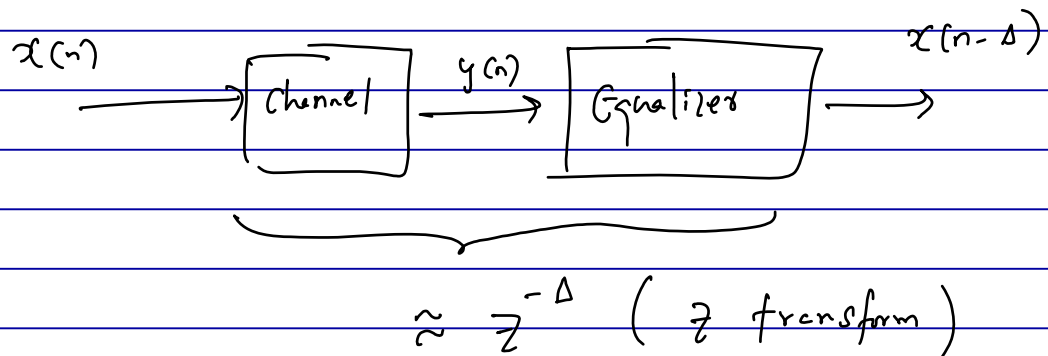 x(n) Channel y(n) Equalizer x(n-Δ)
≈ z^{-Δ} ( z transform )